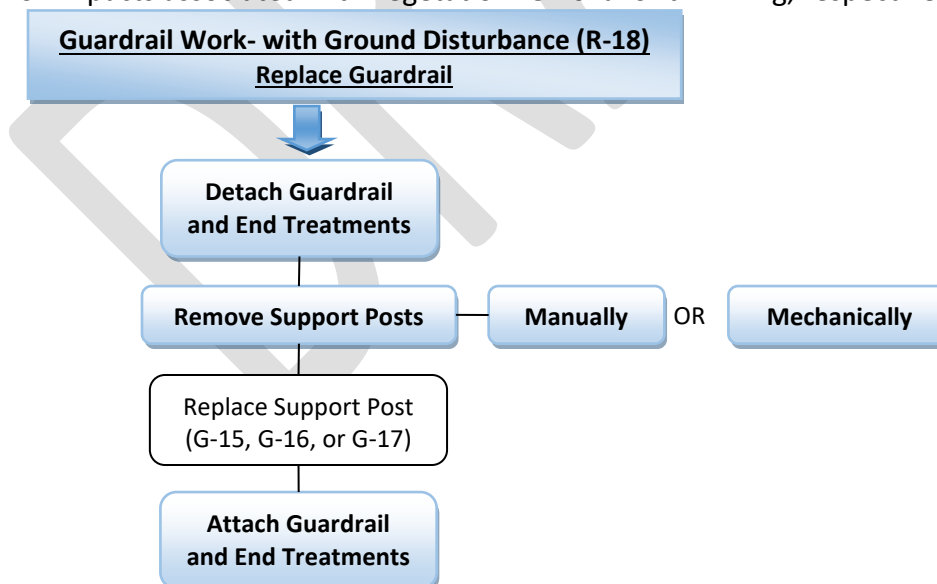 Guardrail Work- with Ground Disturbance (R-18)
Replace Guardrail
Detach Guardrail
and End Treatments
Remove Support Posts
Manually
OR
Mechanically
Replace Support Post
(G-15, G-16, or G-17)
Attach Guardrail
and End Treatments